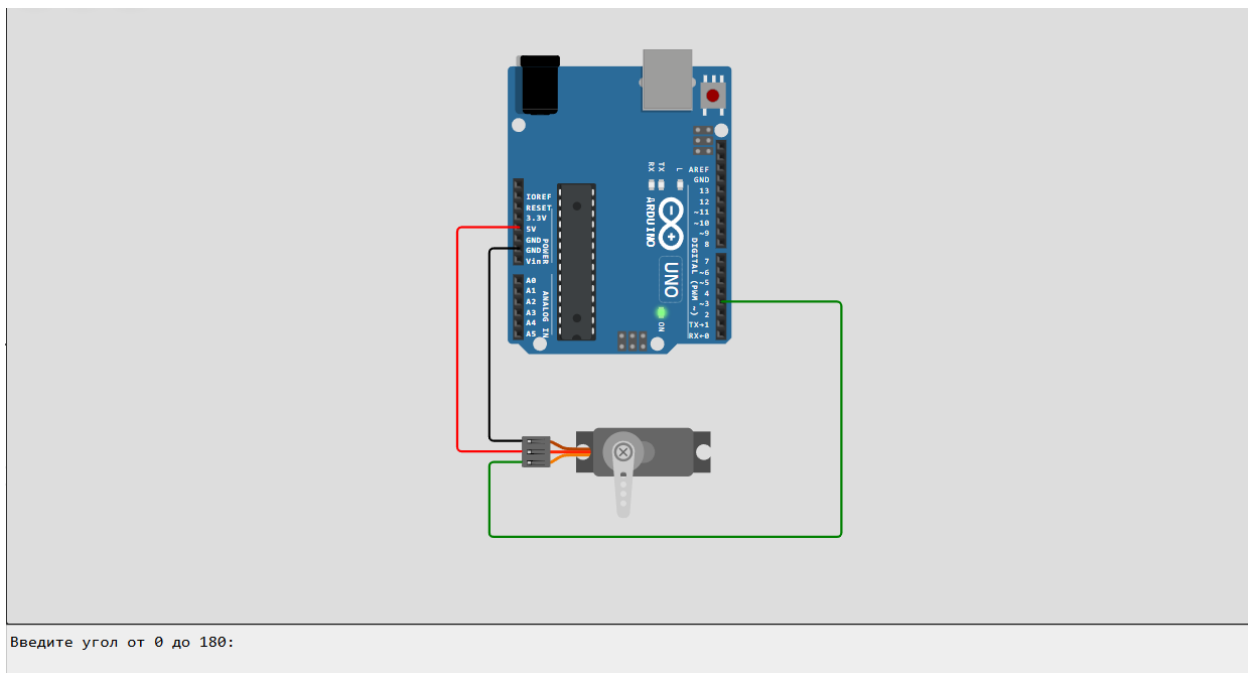 RX TX L
AREF
GND
13
12
~11
~10
~9
8
7
~6
~5
4
~3
2
TX→1
RX←0
DIGITAL (PWM ~)
ARDUINO
UNO
ON
IOREF
RESET
3.3V
5V
GND
GND
Vin
POWER
A0
A1
A2
A3
A4
A5
ANALOG IN
Введите угол от 0 до 180: